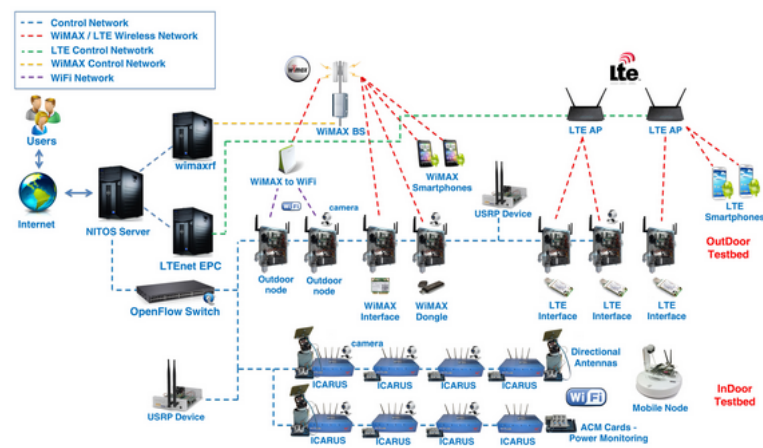 Control Network
WiMAX / LTE Wireless Network
LTE Control Netwotrk
WiMAX Control Network
WiFi Network
wimax
Lte
WiMAX BS
LTE AP
LTE AP
Users
wimaxrf
WiMAX to WiFi
WiMAX
Smartphones
USRP Device
LTE
Smartphones
Internet
NITOS Server
WiFi
camera
LTEnet EPC
OutDoor
Testbed
Outdoor
node
Outdoor
node
WiMAX
Interface
WiMAX
Dongle
LTE
Interface
LTE
Interface
LTE
Interface
OpenFlow Switch
camera
Directional
Antennas
ICARUS
ICARUS
ICARUS
ICARUS
USRP Device
WiFi
Mobile Node
InDoor
Testbed
ICARUS
ICARUS
ICARUS
ICARUS
ACM Cards -
Power Monitoring